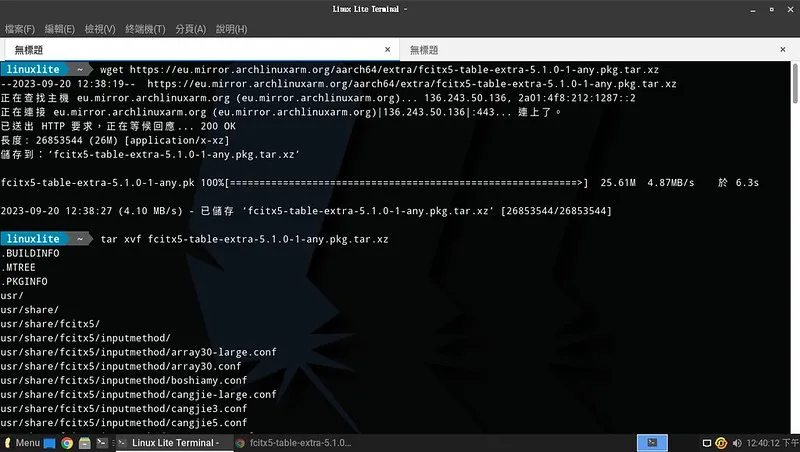 Linux Lite Terminal -
檔案(F) 編輯(E) 檢視(V) 終端機(T) 分頁(A) 說明(H)
無標題 × 無標題 ×
linuxlite ~ wget https://eu.mirror.archlinuxarm.org/aarch64/extra/fcitx5-table-extra-5.1.0-1-any.pkg.tar.xz
--2023-09-20 12:38:19-- https://eu.mirror.archlinuxarm.org/aarch64/extra/fcitx5-table-extra-5.1.0-1-any.pkg.tar.xz
正在查找主機 eu.mirror.archlinuxarm.org (eu.mirror.archlinuxarm.org)... 136.243.50.136, 2a01:4f8:212:1287::2
正在連接 eu.mirror.archlinuxarm.org (eu.mirror.archlinuxarm.org)|136.243.50.136|:443... 連上了。
已送出 HTTP 要求，正在等候回應... 200 OK
長度: 26853544 (26M) [application/x-xz]
儲存到：‘fcitx5-table-extra-5.1.0-1-any.pkg.tar.xz’
fcitx5-table-extra-5.1.0-1-any.pk 100%[===========================================================>] 25.61M 4.87MB/s 於 6.3s
2023-09-20 12:38:27 (4.10 MB/s) - 已儲存 ‘fcitx5-table-extra-5.1.0-1-any.pkg.tar.xz’ [26853544/26853544]
linuxlite ~ tar xvf fcitx5-table-extra-5.1.0-1-any.pkg.tar.xz
.BUILDINFO
.MTREE
.PKGINFO
usr/
usr/share/
usr/share/fcitx5/
usr/share/fcitx5/inputmethod/
usr/share/fcitx5/inputmethod/array30-large.conf
usr/share/fcitx5/inputmethod/array30.conf
usr/share/fcitx5/inputmethod/boshiamy.conf
usr/share/fcitx5/inputmethod/cangjie-large.conf
usr/share/fcitx5/inputmethod/cangjie3.conf
usr/share/fcitx5/inputmethod/cangjie5.conf
Menu Linux Lite Terminal - fcitx5-table-extra-5.1.0... 12:40:12 下午